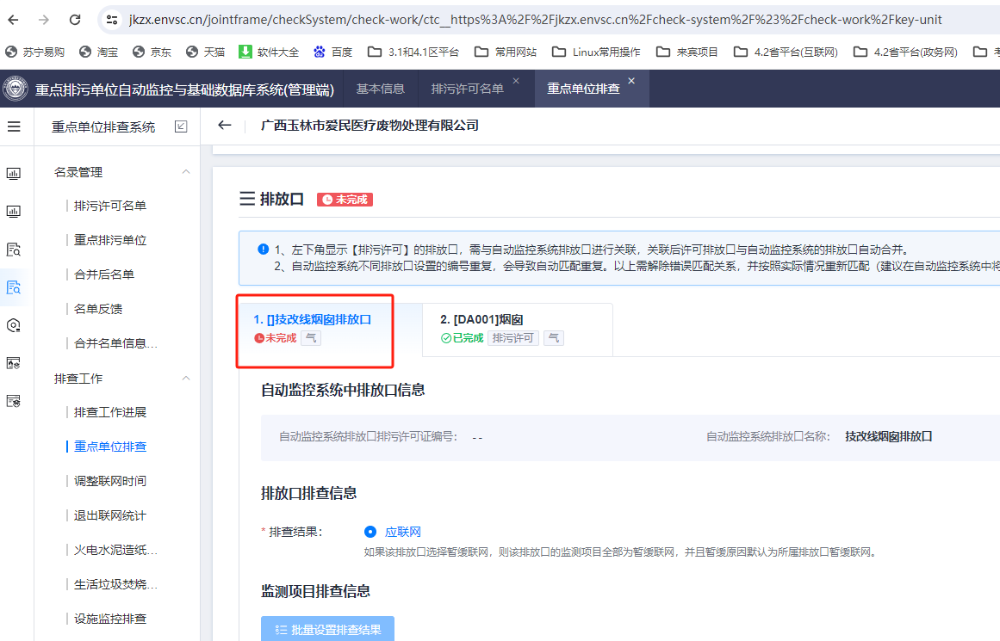 jkzx.envsc.cn/jointframe/checkSystem/check-work/ctc__https%3A%2F%2Fjkzx.envsc.cn%2Fcheck-system%2F%23%2Fcheck-work%2Fkey-unit
苏宁易购 淘宝 京东 天猫 软件大全 百度 3.1和4.1区平台 常用网站 Linux常用操作 来宾项目 4.2省平台(互联网) 4.2省平台(政务网)
重点排污单位自动监控与基础数据库系统(管理端) 基本信息 排污许可名单 × 重点单位排查 ×
重点单位排查系统
广西玉林市爱民医疗废物处理有限公司
名录管理
排污许可名单
重点排污单位
合并后名单
名单反馈
合并名单信息...
排查工作
排查工作进展
重点单位排查
调整联网时间
退出联网统计
火电水泥造纸...
生活垃圾焚烧...
设施监控排查
排放口 未完成
1、左下角显示【排污许可】的排放口，需与自动监控系统排放口进行关联，关联后许可排放口与自动监控系统的排放口自动合并。
2、自动监控系统不同排放口设置的编号重复，会导致自动匹配重复。以上需解除错误匹配关系，并按照实际情况重新匹配（建议在自动监控系统中将
1. []技改线烟囱排放口
未完成 气
2. [DA001]烟囱
已完成 排污许可 气
自动监控系统中排放口信息
自动监控系统排放口排污许可证编号： --
自动监控系统排放口名称： 技改线烟囱排放口
排放口排查信息
* 排查结果： 应联网
如果该排放口选择暂缓联网，则该排放口的监测项目全部为暂缓联网，并且暂缓原因默认为所属排放口暂缓联网。
监测项目排查信息
批量设置排查结果